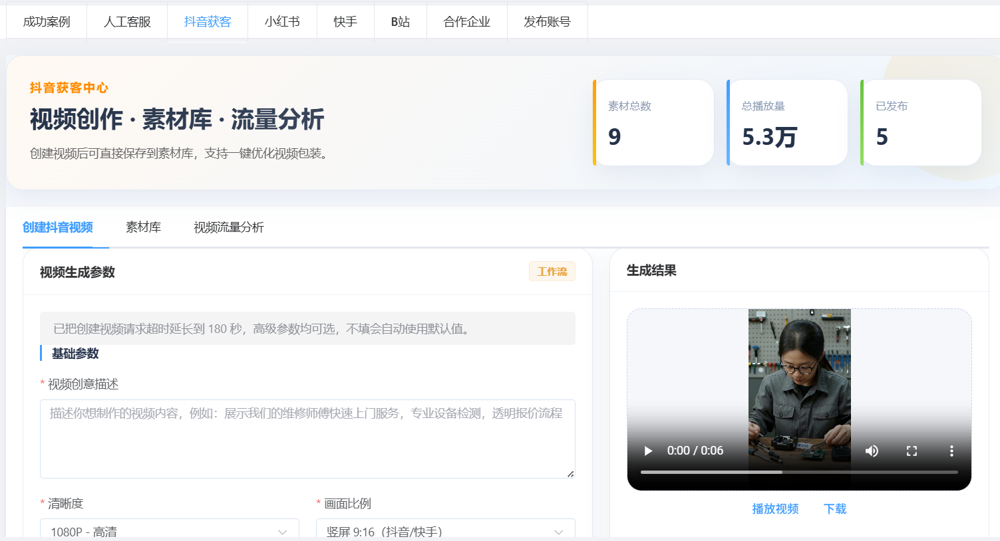 成功案例 人工客服 抖音获客 小红书 快手 B站 合作企业 发布账号
抖音获客中心
视频创作 · 素材库 · 流量分析
创建视频后可直接保存到素材库，支持一键优化视频包装。
素材总数
9
总播放量
5.3万
已发布
5
创建抖音视频 素材库 视频流量分析
视频生成参数
工作流
已把创建视频请求超时延长到 180 秒，高级参数均可选，不填会自动使用默认值。
基础参数
* 视频创意描述
描述你想制作的视频内容，例如：展示我们的维修师傅快速上门服务，专业设备检测，透明报价流程
* 清晰度
1080P - 高清
* 画面比例
竖屏 9:16（抖音/快手）
生成结果
0:00 / 0:06
播放视频 下载